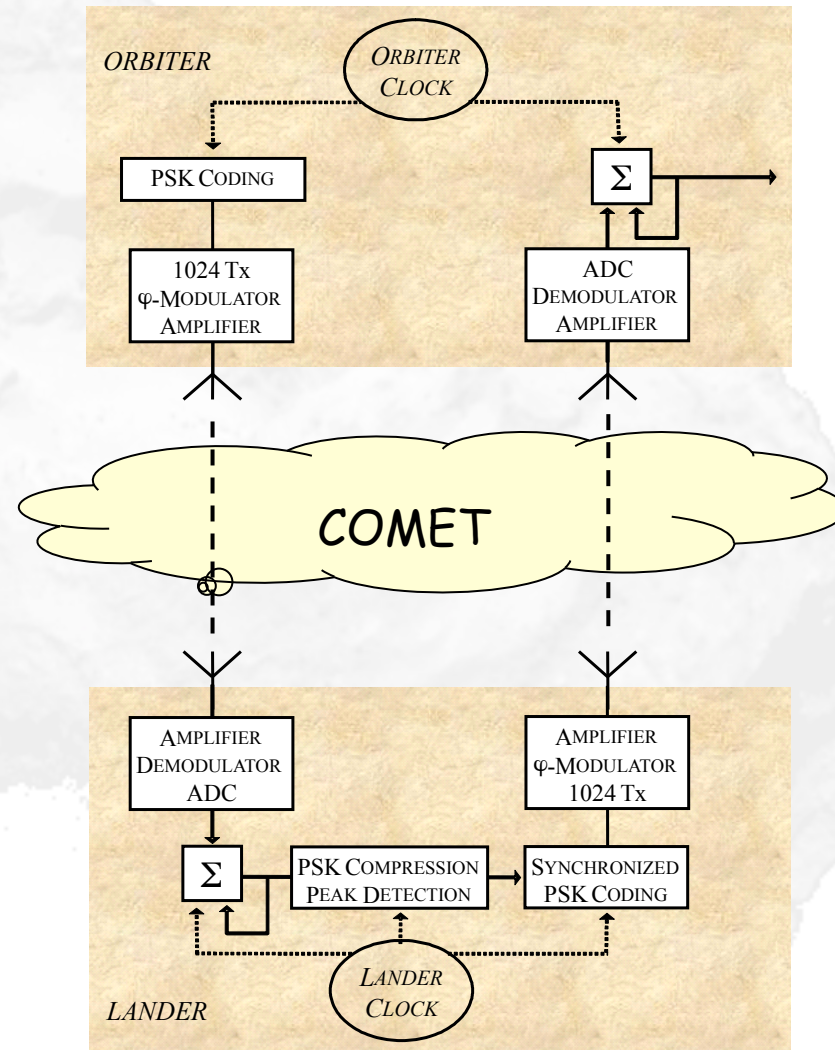 ORBITER
ORBITER
CLOCK
PSK CODING
Σ
1024 Tx
φ-MODULATOR
AMPLIFIER
ADC
DEMODULATOR
AMPLIFIER
COMET
AMPLIFIER
DEMODULATOR
ADC
AMPLIFIER
φ-MODULATOR
1024 Tx
Σ
PSK COMPRESSION
PEAK DETECTION
SYNCHRONIZED
PSK CODING
LANDER
CLOCK
LANDER